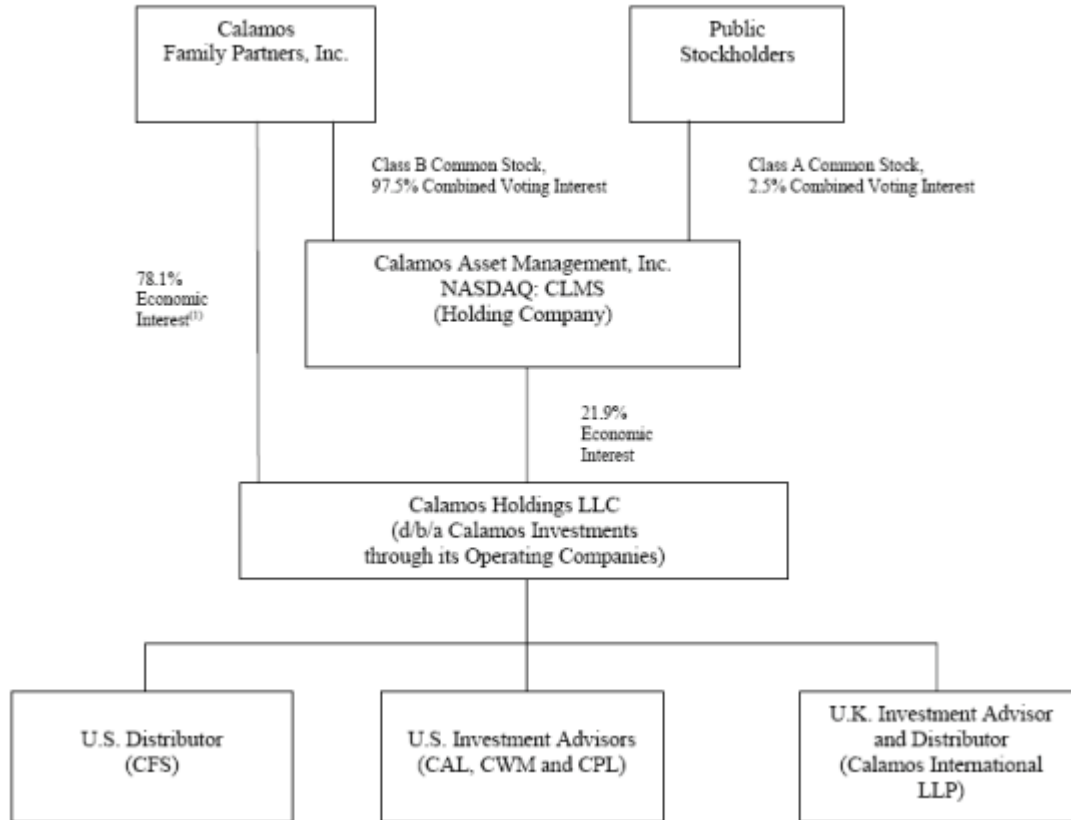 Calamos
Family Partners, Inc.
Public
Stockholders
Class B Common Stock,
97.5% Combined Voting Interest
Class A Common Stock,
2.5% Combined Voting Interest
78.1%
Economic
Interest(1)
Calamos Asset Management, Inc.
NASDAQ: CLMS
(Holding Company)
21.9%
Economic
Interest
Calamos Holdings LLC
(d/b/a Calamos Investments
through its Operating Companies)
U.S. Distributor
(CFS)
U.S. Investment Advisors
(CAL, CWM and CPL)
U.K. Investment Advisor
and Distributor
(Calamos International
LLP)